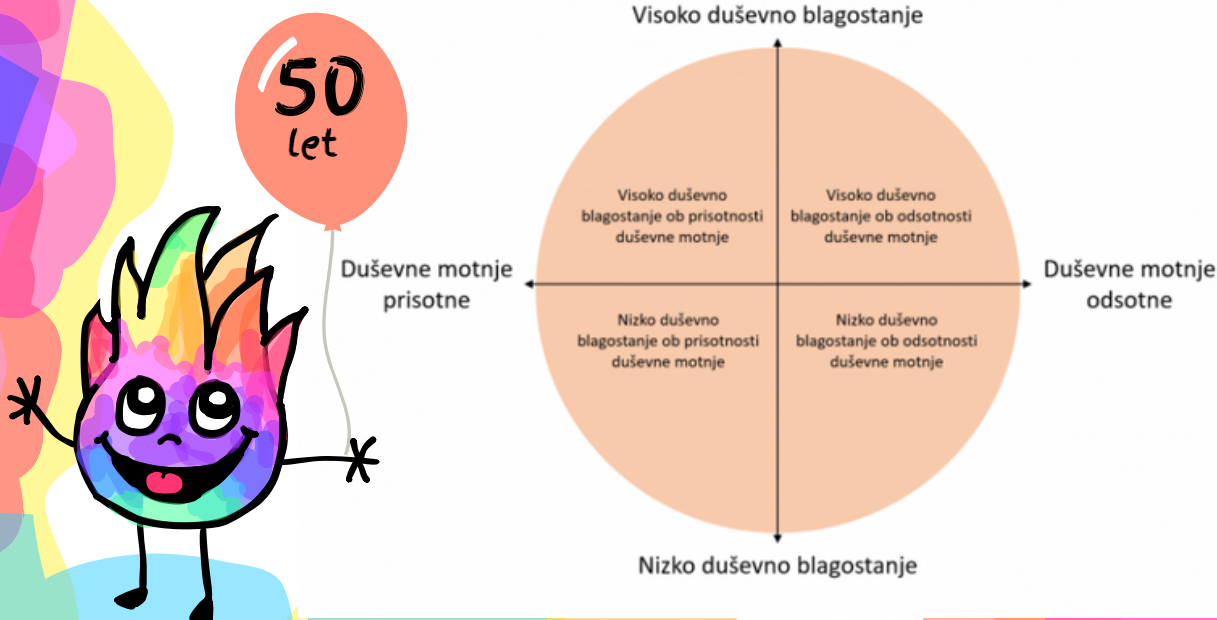 50
let
Visoko duševno blagostanje
Visoko duševno
blagostanje ob prisotnosti
duševne motnje
Visoko duševno
blagostanje ob odsotnosti
duševne motnje
Duševne motnje
prisotne
Duševne motnje
odsotne
Nizko duševno
blagostanje ob prisotnosti
duševne motnje
Nizko duševno
blagostanje ob odsotnosti
duševne motnje
Nizko duševno blagostanje